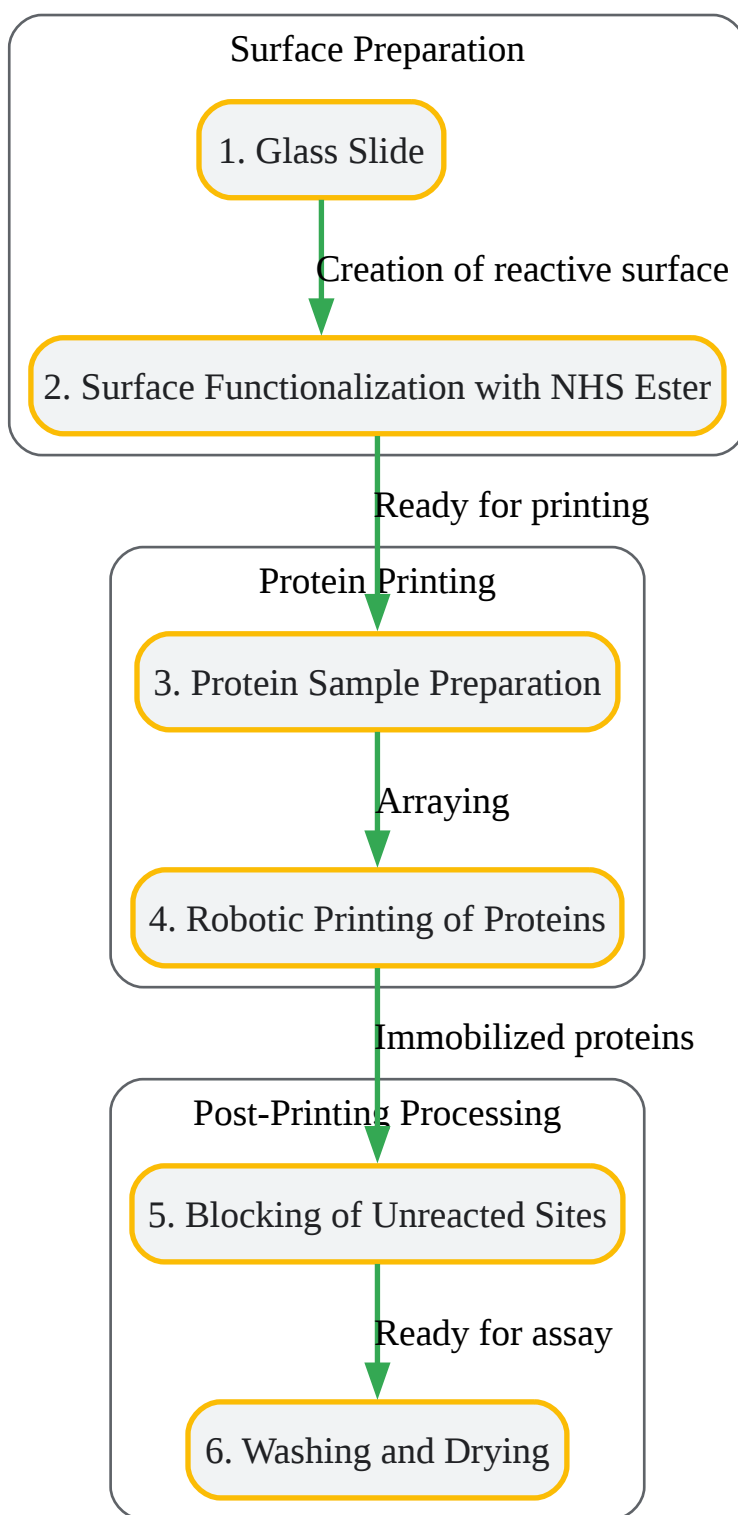 Surface Preparation
1. Glass Slide
Creation of reactive surface
2. Surface Functionalization with NHS Ester
Ready for printing
Protein Printing
3. Protein Sample Preparation
Arraying
4. Robotic Printing of Proteins
Immobilized proteins
Post-Printing Processing
5. Blocking of Unreacted Sites
Ready for assay
6. Washing and Drying